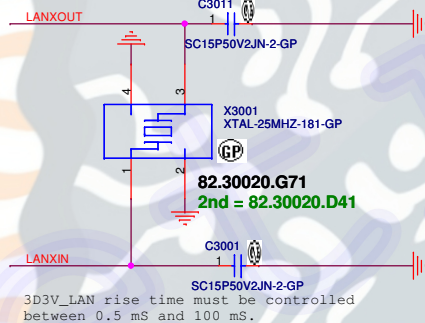 C3011
LANXOUT
1
SC15P50V2JN-2-GP
4
3
X3001
XTAL-25MHZ-181-GP
GP
1
2
82.30020.G71
2nd = 82.30020.D41
C3001
LANXIN
1
SC15P50V2JN-2-GP
3D3V_LAN rise time must be controlled
between 0.5 mS and 100 mS.